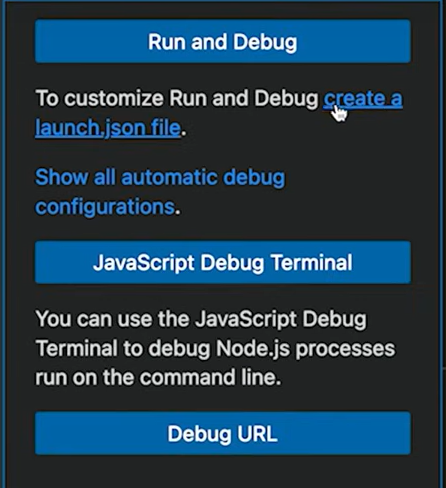 Run and Debug
To customize Run and Debug create a
launch.json file.
Show all automatic debug
configurations.
JavaScript Debug Terminal
You can use the JavaScript Debug
Terminal to debug Node.js processes
run on the command line.
Debug URL